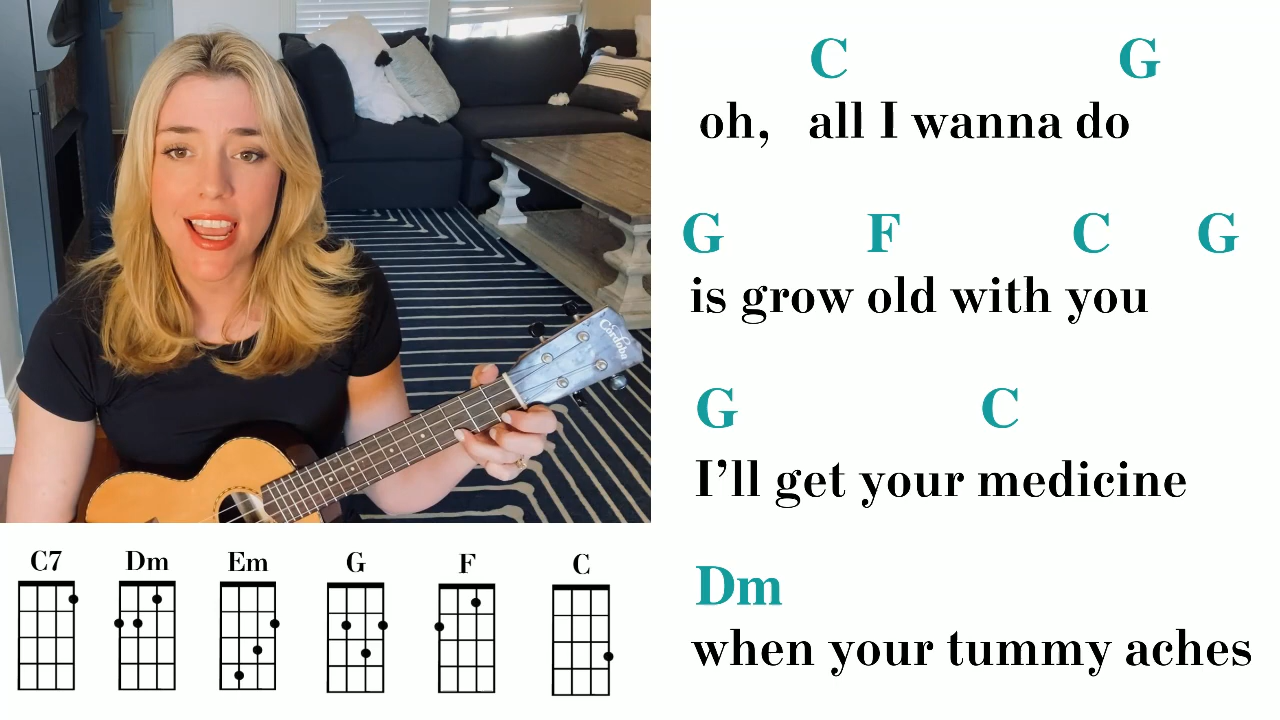 C G
oh, all I wanna do
G F C G
is grow old with you
G C
I'll get your medicine
Dm
when your tummy aches
Cordoba
C7 Dm Em G F C